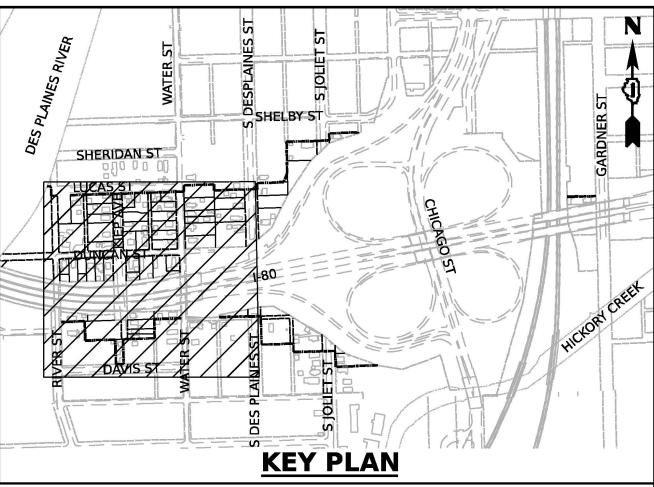 N
DES PLAINES RIVER
WATER ST
S DESPLAINES ST
S JOLIET ST
GARDNER ST
SHELBY ST
SHERIDAN ST
LUCAS ST
DUNCAN ST
CHICAGO ST
I-80
HICKORY CREEK
RIVER ST
DAVIS ST
WATER ST
S DES PLAINES ST
S JOLIET ST
KEY PLAN